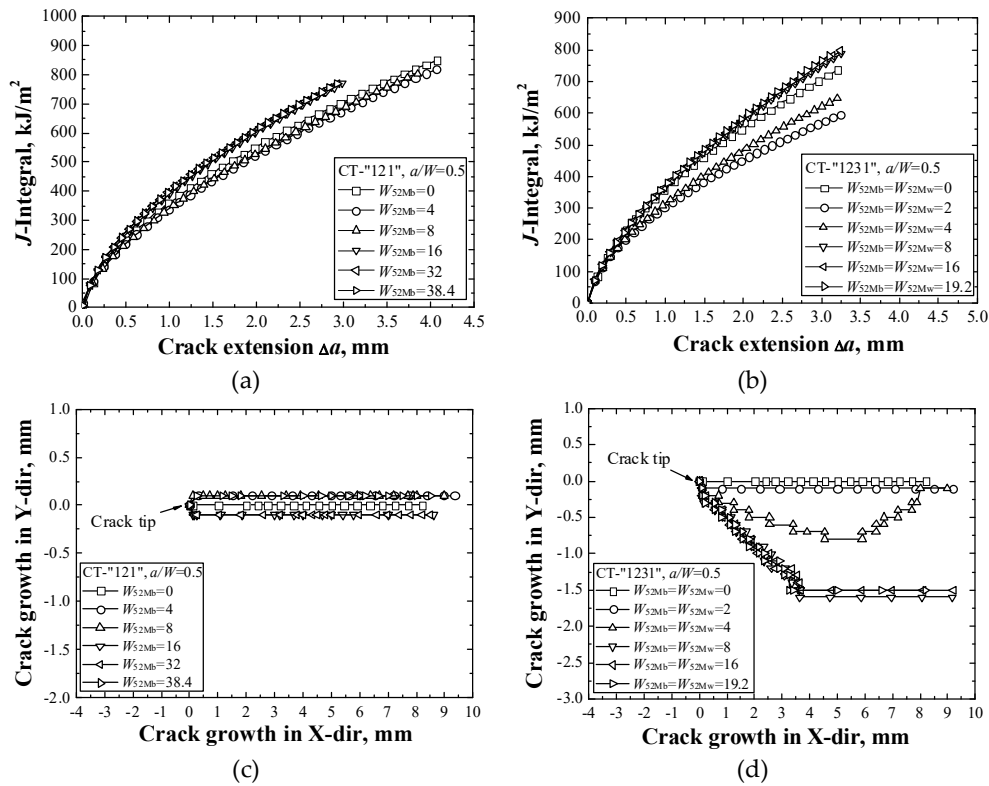 1000
900
800
700
600
500
400
300
200
100
0
J-Integral, kJ/m²
CT-"121", a/W=0.5
W52Mb=0
W52Mb=4
W52Mb=8
W52Mb=16
W52Mb=32
W52Mb=38.4
0.0 0.5 1.0 1.5 2.0 2.5 3.0 3.5 4.0 4.5
Crack extension Δa, mm
(a)
900
800
700
600
500
400
300
200
100
0
J-Integral, kJ/m²
CT-"1231", a/W=0.5
W52Mb=W52Mw=0
W52Mb=W52Mw=2
W52Mb=W52Mw=4
W52Mb=W52Mw=8
W52Mb=W52Mw=16
W52Mb=W52Mw=19.2
0.0 0.5 1.0 1.5 2.0 2.5 3.0 3.5 4.0 4.5 5.0
Crack extension Δa, mm
(b)
1.0
0.5
0.0
-0.5
-1.0
-1.5
-2.0
Crack growth in Y-dir, mm
Crack tip
CT-"121", a/W=0.5
W52Mb=0
W52Mb=4
W52Mb=8
W52Mb=16
W52Mb=32
W52Mb=38.4
-4 -3 -2 -1 0 1 2 3 4 5 6 7 8 9 10
Crack growth in X-dir, mm
(c)
1.0
0.5
0.0
-0.5
-1.0
-1.5
-2.0
-2.5
-3.0
Crack growth in Y-dir, mm
Crack tip
CT-"1231", a/W=0.5
W52Mb=W52Mw=0
W52Mb=W52Mw=2
W52Mb=W52Mw=4
W52Mb=W52Mw=8
W52Mb=W52Mw=16
W52Mb=W52Mw=19.2
-4 -3 -2 -1 0 1 2 3 4 5 6 7 8 9 10
Crack growth in X-dir, mm
(d)